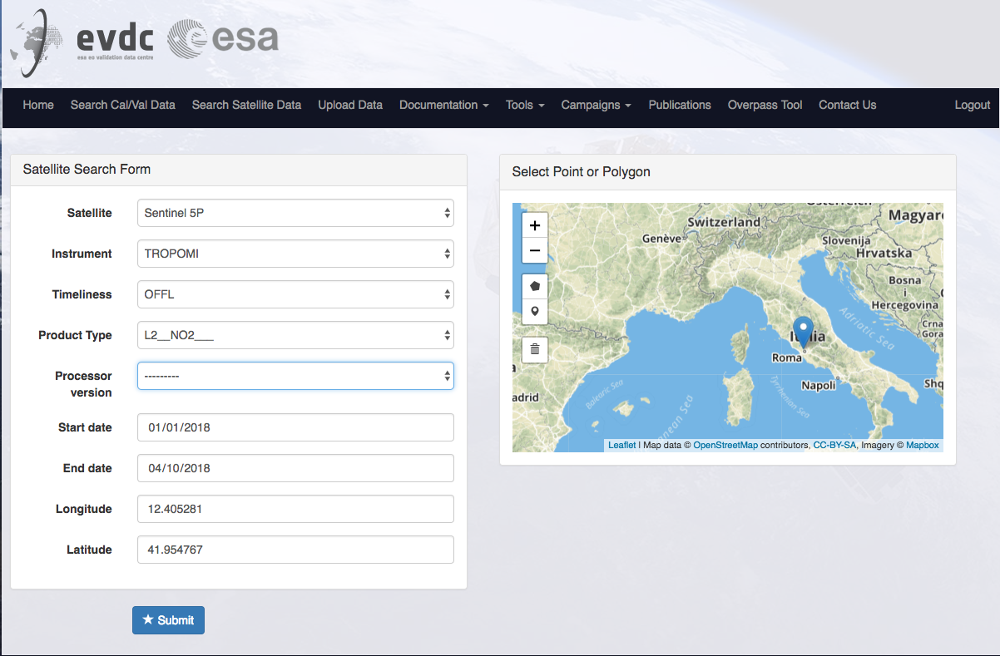 evdc
esa eo validation data centre
esa
Home Search Cal/Val Data Search Satellite Data Upload Data Documentation Tools Campaigns Publications Overpass Tool Contact Us Logout
Satellite Search Form
Satellite Sentinel 5P
Instrument TROPOMI
Timeliness OFFL
Product Type L2__NO2___
Processor version ---------
Start date 01/01/2018
End date 04/10/2018
Longitude 12.405281
Latitude 41.954767
★ Submit
Select Point or Polygon
+
−
Österreich
Magyaro
Switzerland
Genève
Slovenija
Hrvatska
Bosna
i
Hercegovina
Crna
Gora
Adriatic Sea
Italia
Roma
Napoli
Shq
adrid
Balearic Sea
Tyrrhenian Sea
anean Sea
Leaflet | Map data © OpenStreetMap contributors, CC-BY-SA, Imagery © Mapbox